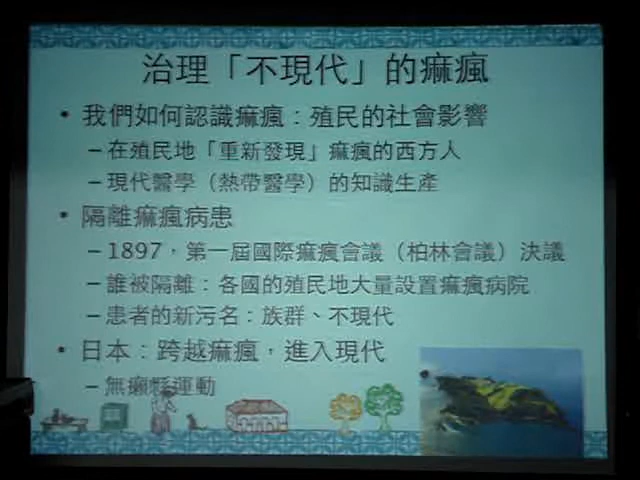 治理「不現代」的痲瘋
• 我們如何認識痲瘋：殖民的社會影響
– 在殖民地「重新發現」痲瘋的西方人
– 現代醫學（熱帶醫學）的知識生產
• 隔離痲瘋病患
– 1897，第一屆國際痲瘋會議（柏林會議）決議
– 誰被隔離：各國的殖民地大量設置痲瘋病院
– 患者的新污名：族群、不現代
• 日本：跨越痲瘋，進入現代
– 無癩縣運動